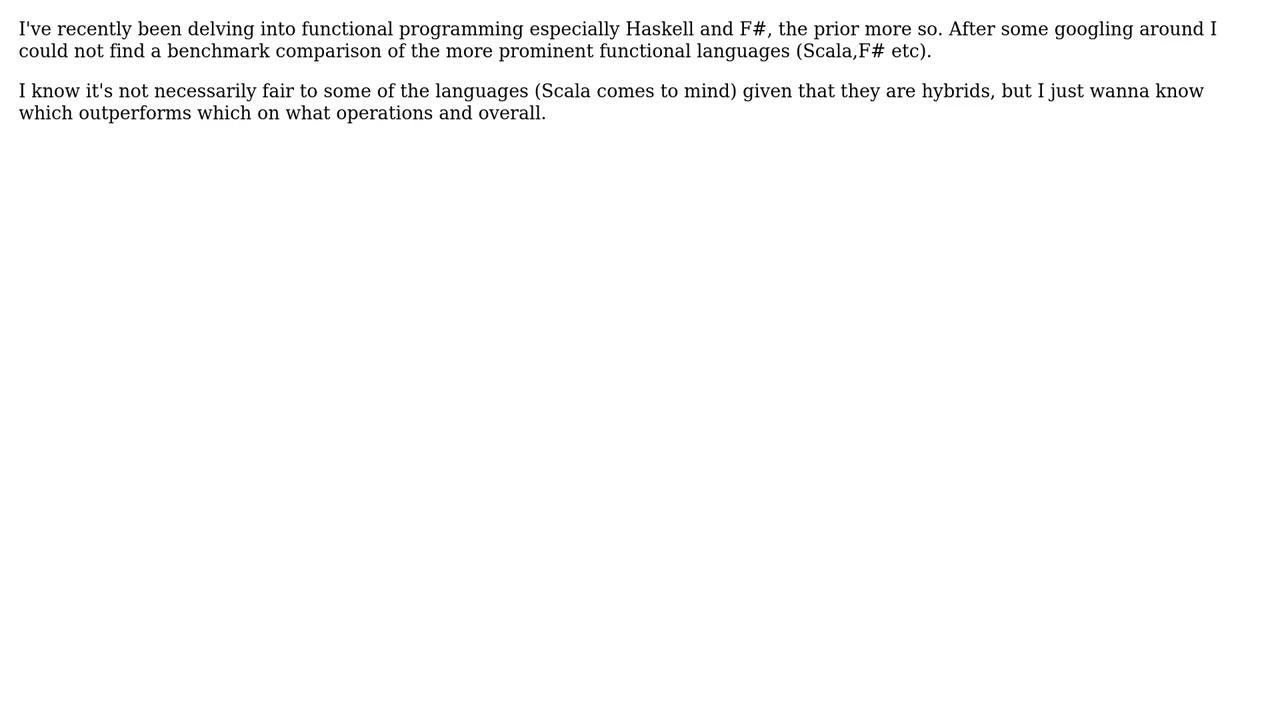 I've recently been delving into functional programming especially Haskell and F#, the prior more so. After some googling around I
could not find a benchmark comparison of the more prominent functional languages (Scala,F# etc).
I know it's not necessarily fair to some of the languages (Scala comes to mind) given that they are hybrids, but I just wanna know
which outperforms which on what operations and overall.